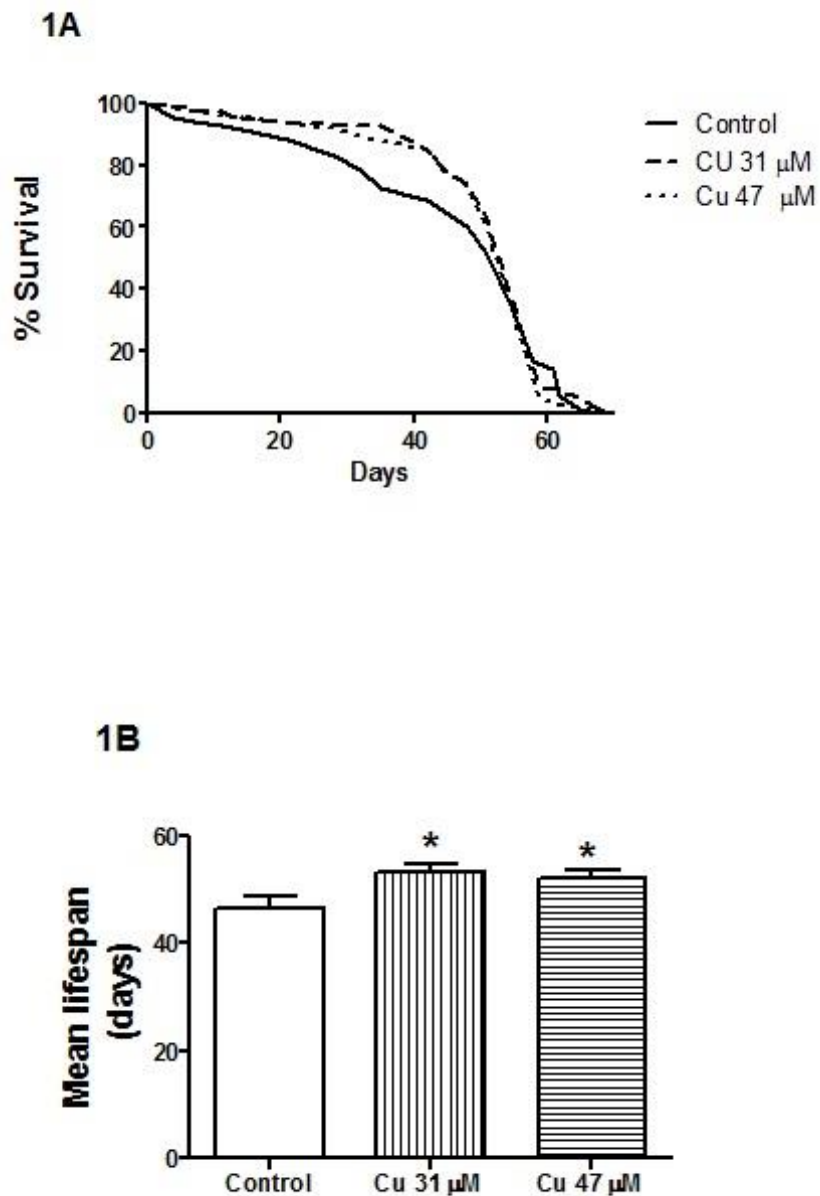 1A
% Survival
100
80
60
40
20
0
0 20 40 60
Days
Control
CU 31 µM
Cu 47 µM
1B
Mean lifespan
(days)
60
40
20
0
* *
Control Cu 31 µM Cu 47 µM